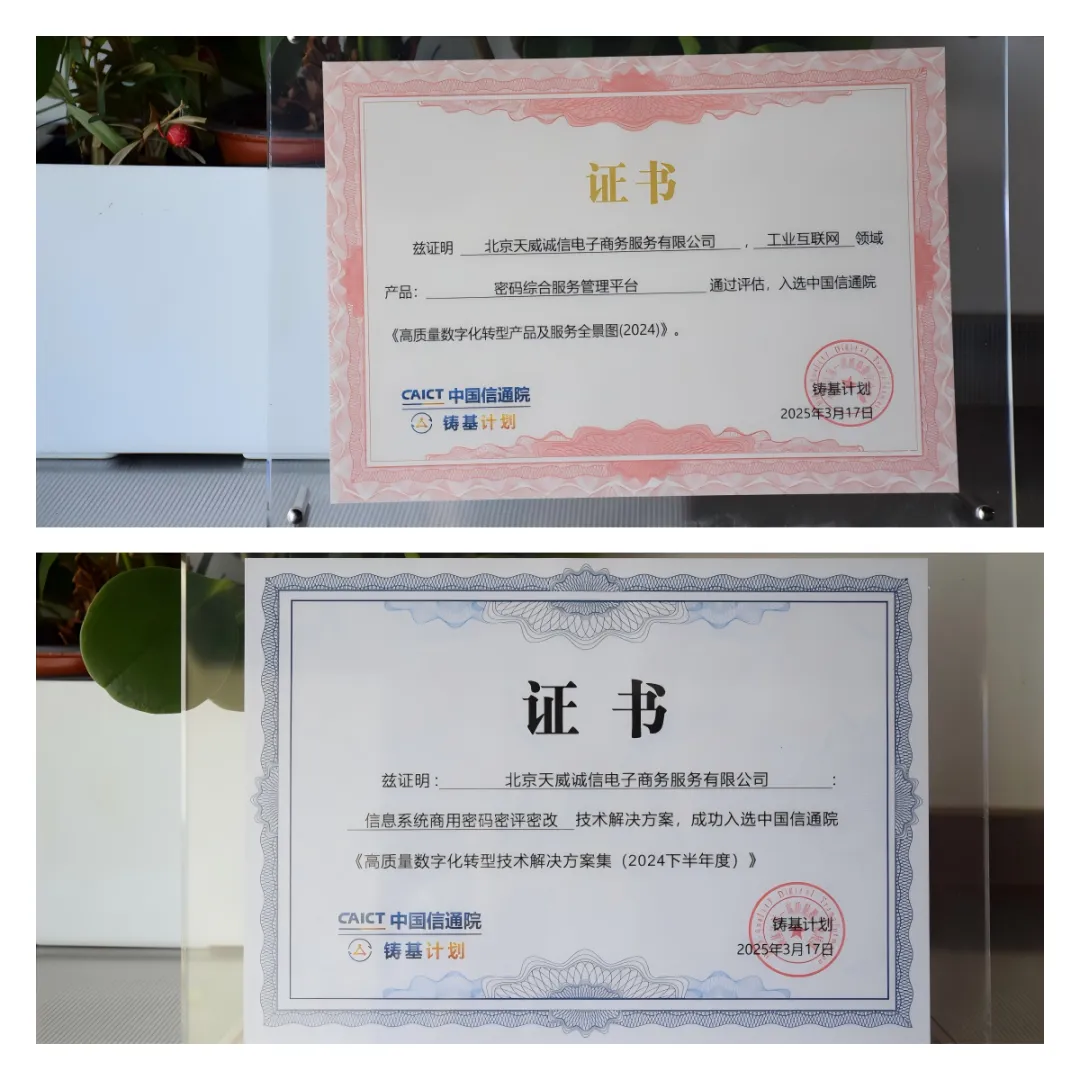 证书
兹证明 北京天威诚信电子商务服务有限公司 ，工业互联网 领域
产品： 密码综合服务管理平台 通过评估，入选中国信通院
《高质量数字化转型产品及服务全景图(2024)》。
CAICT 中国信通院
铸基计划
铸基计划
2025年3月17日
证书
兹证明： 北京天威诚信电子商务服务有限公司 ：
信息系统商用密码密评密改 技术解决方案，成功入选中国信通院
《高质量数字化转型技术解决方案集（2024下半年度）》
CAICT 中国信通院
铸基计划
铸基计划
2025年3月17日